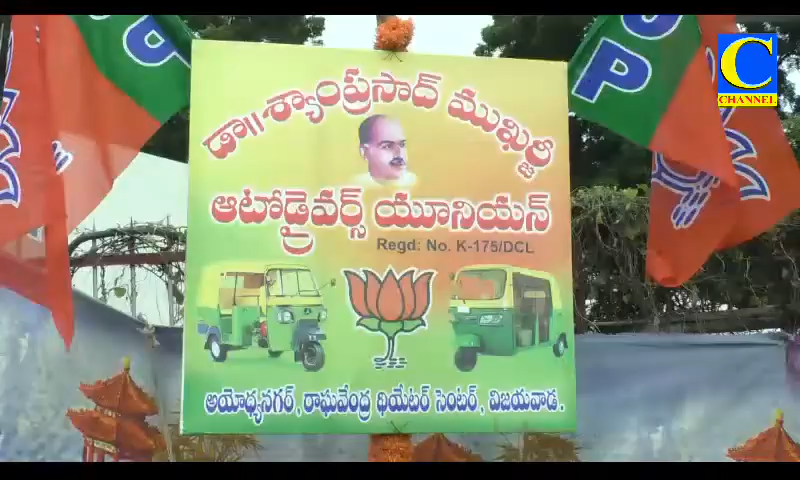 C
CHANNEL
P
డా॥శ్యాంప్రసాద్ ముఖర్జీ
ఆటోడ్రైవర్స్ యూనియన్
Regd: No. K-175/DCL
అయోధ్యనగర్, రాఘవేంద్ర థియేటర్ సెంటర్, విజయవాడ.